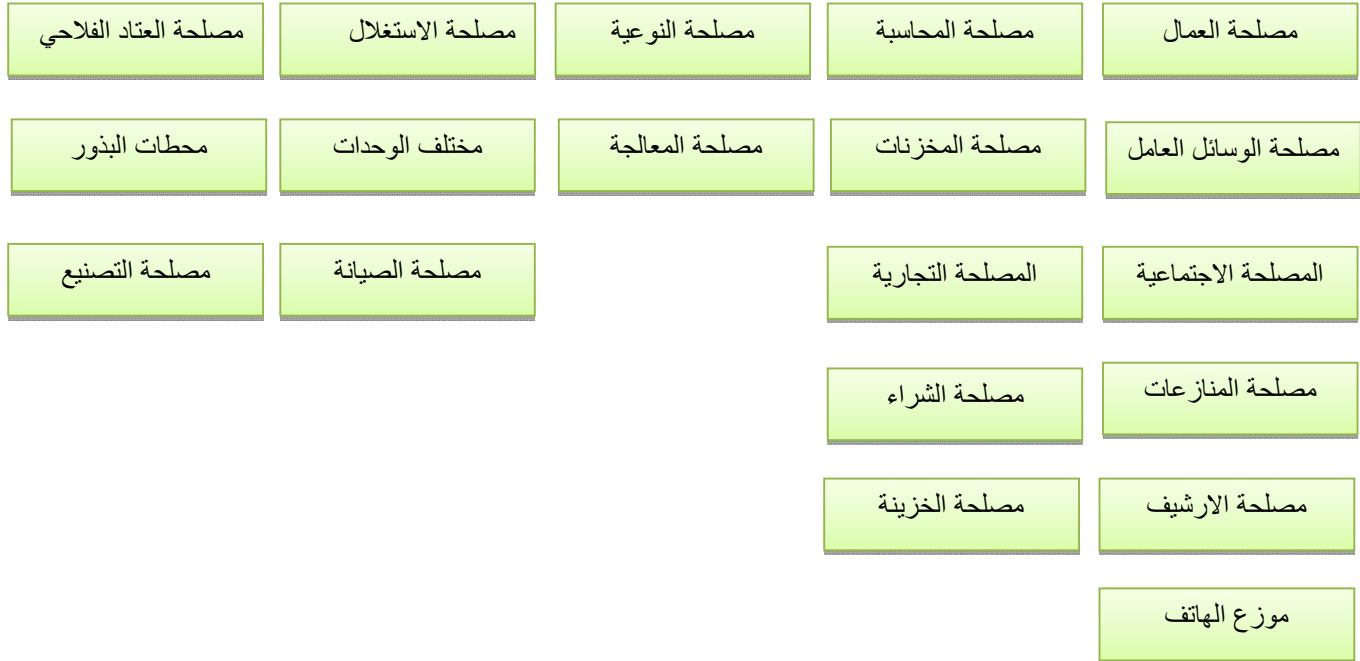 مصلحة العمال
مصلحة المحاسبة
مصلحة النوعية
مصلحة الاستغلال
مصلحة العتاد الفلاحي
مصلحة الوسائل العامل
مصلحة المخزنات
مصلحة المعالجة
مختلف الوحدات
محطات البذور
المصلحة الاجتماعية
المصلحة التجارية
مصلحة الصيانة
مصلحة التصنيع
مصلحة المنازعات
مصلحة الشراء
مصلحة الارشيف
مصلحة الخزينة
موزع الهاتف